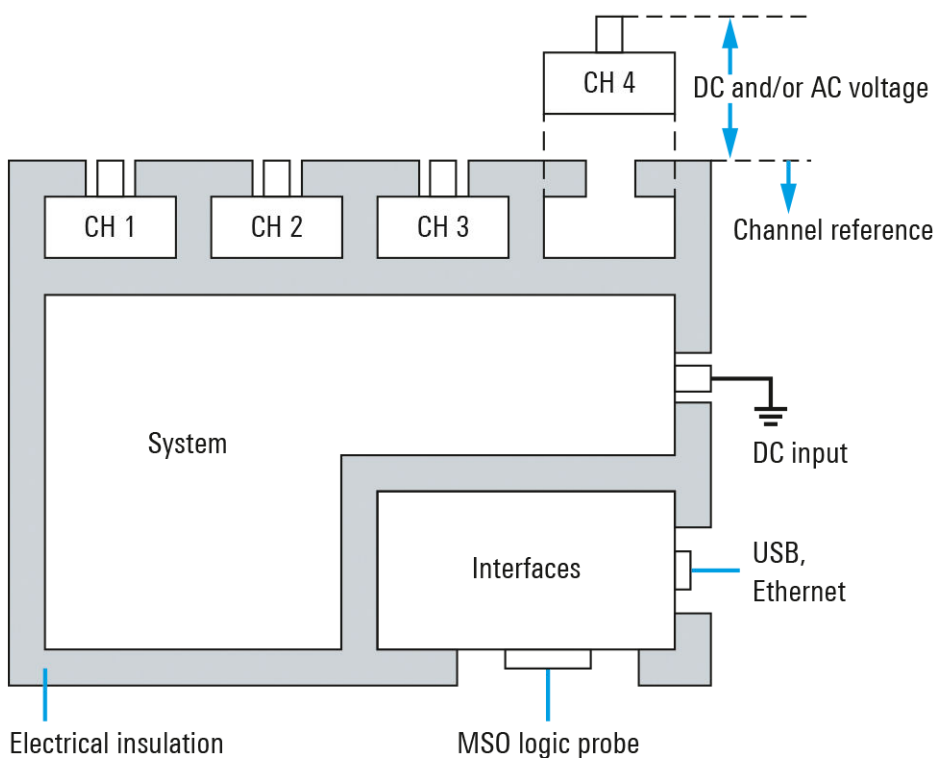 CH 4
DC and/or AC voltage
CH 1
CH 2
CH 3
Channel reference
System
DC input
Interfaces
USB,
Ethernet
Electrical insulation
MSO logic probe